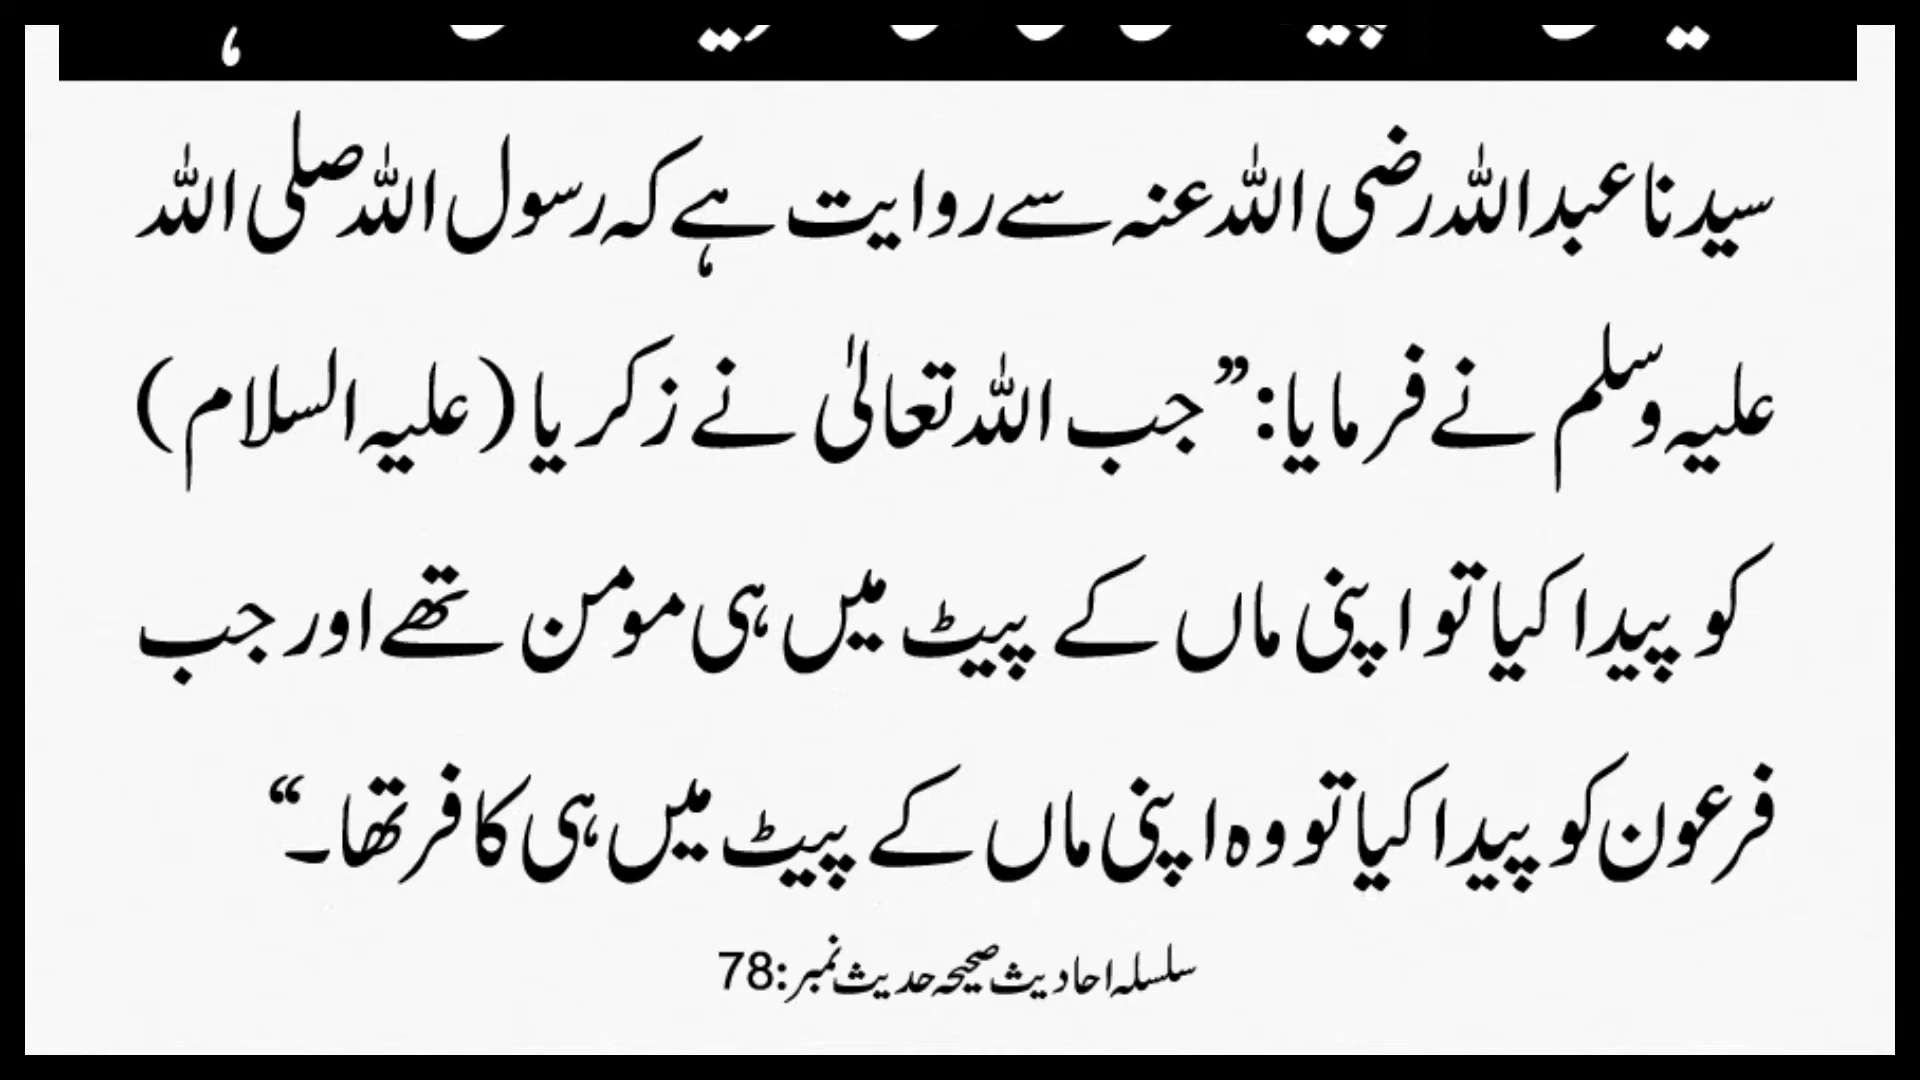 سیدنا عبداللہ رضی اللہ عنہ سے روایت ہے کہ رسول اللہ صلی اللہ
علیہ وسلم نے فرمایا: ”جب اللہ تعالیٰ نے زکریا (علیہ السلام)
کو پیدا کیا تو اپنی ماں کے پیٹ میں ہی مومن تھے اور جب
فرعون کو پیدا کیا تو وہ اپنی ماں کے پیٹ میں ہی کافر تھا۔“
سلسلہ احادیث صحیحہ حدیث نمبر: 78